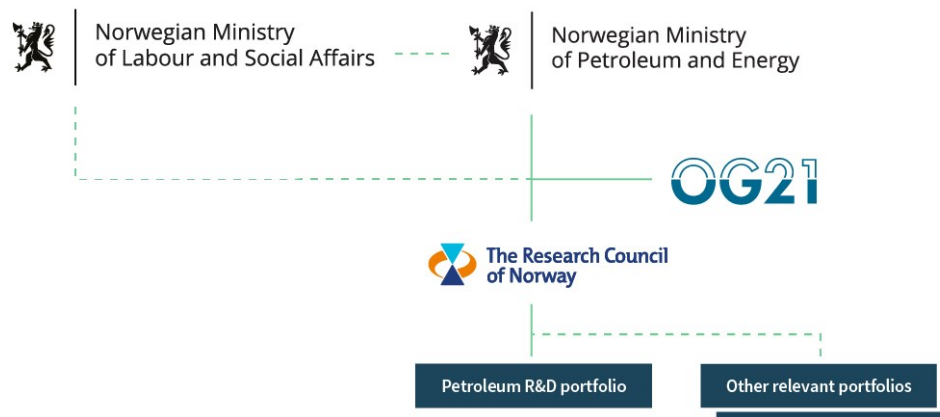 Norwegian Ministry
of Labour and Social Affairs
Norwegian Ministry
of Petroleum and Energy
OG21
The Research Council
of Norway
Petroleum R&D portfolio
Other relevant portfolios